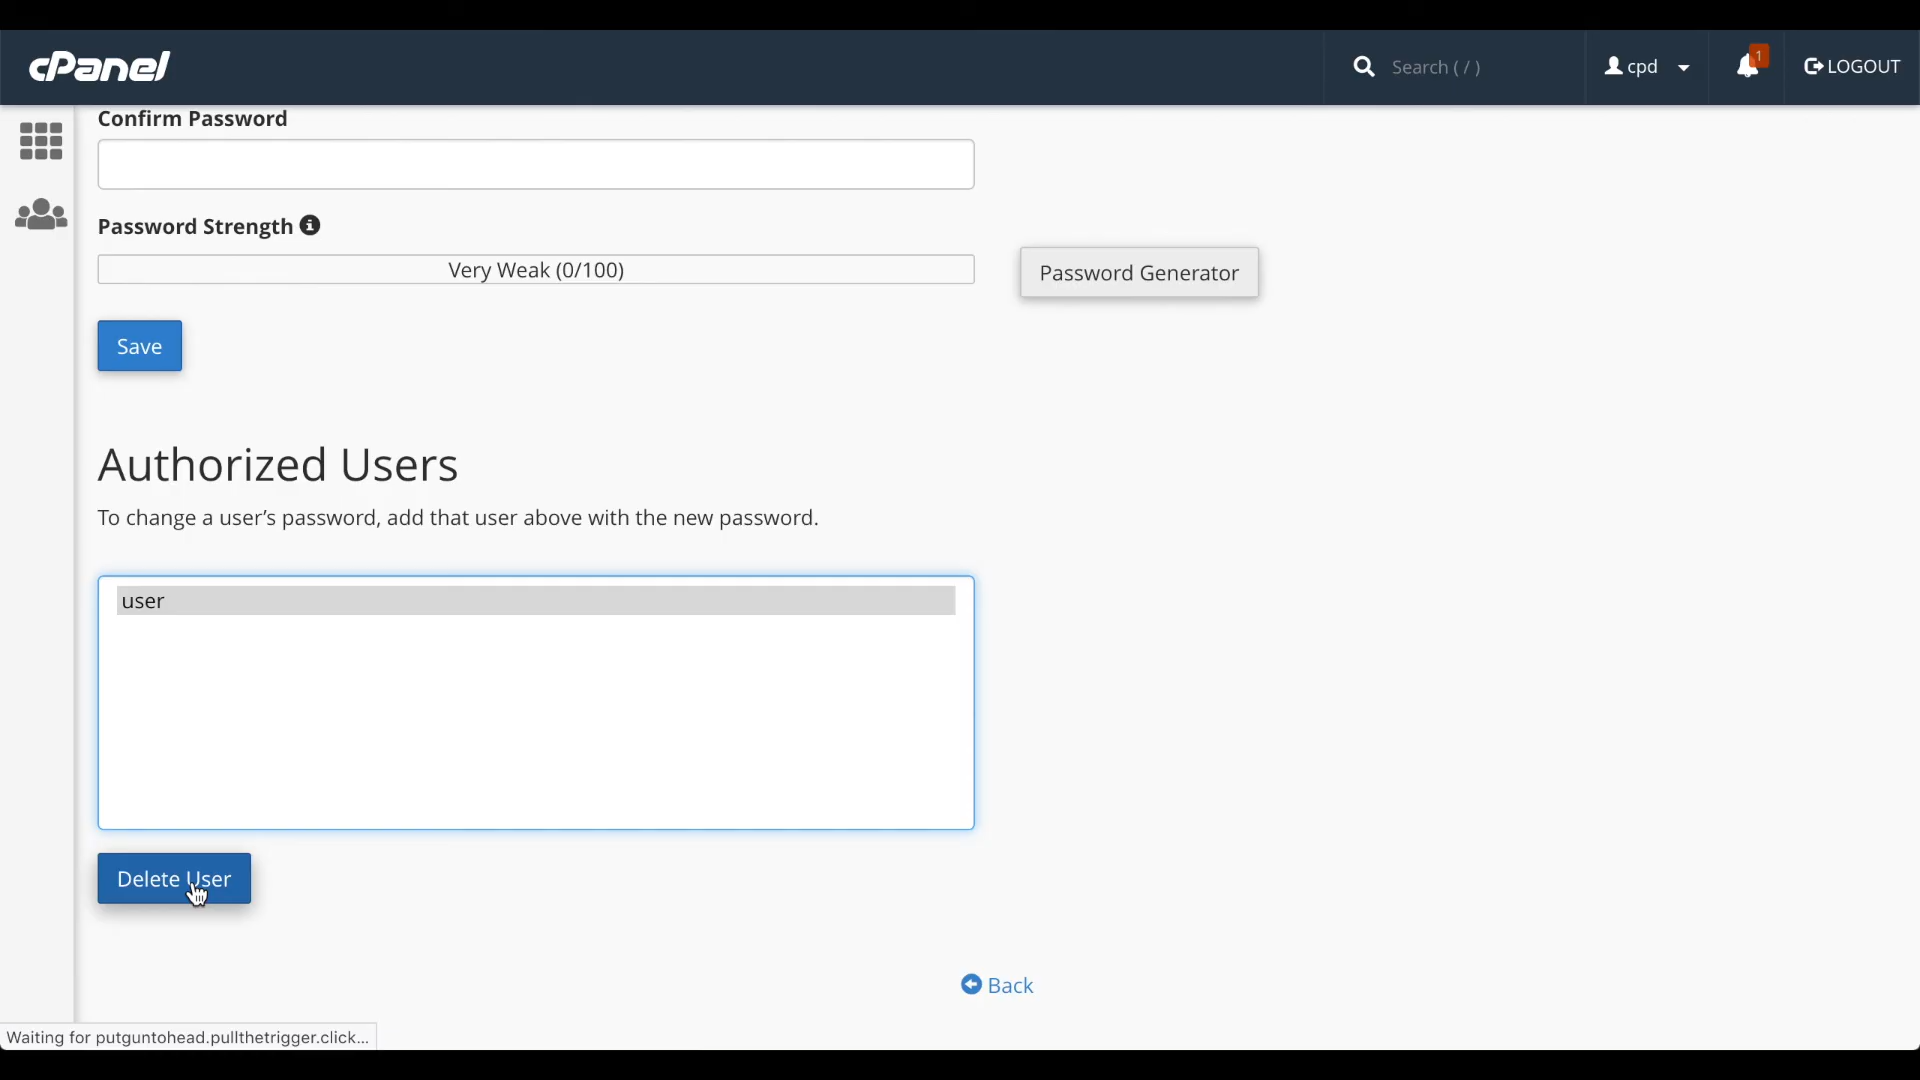 cPanel
Search ( / )
cpd
1
LOGOUT
Confirm Password
Password Strength
Very Weak (0/100)
Password Generator
Save
Authorized Users
To change a user's password, add that user above with the new password.
user
Delete User
Back
Waiting for putguntohead.pullthetrigger.click...